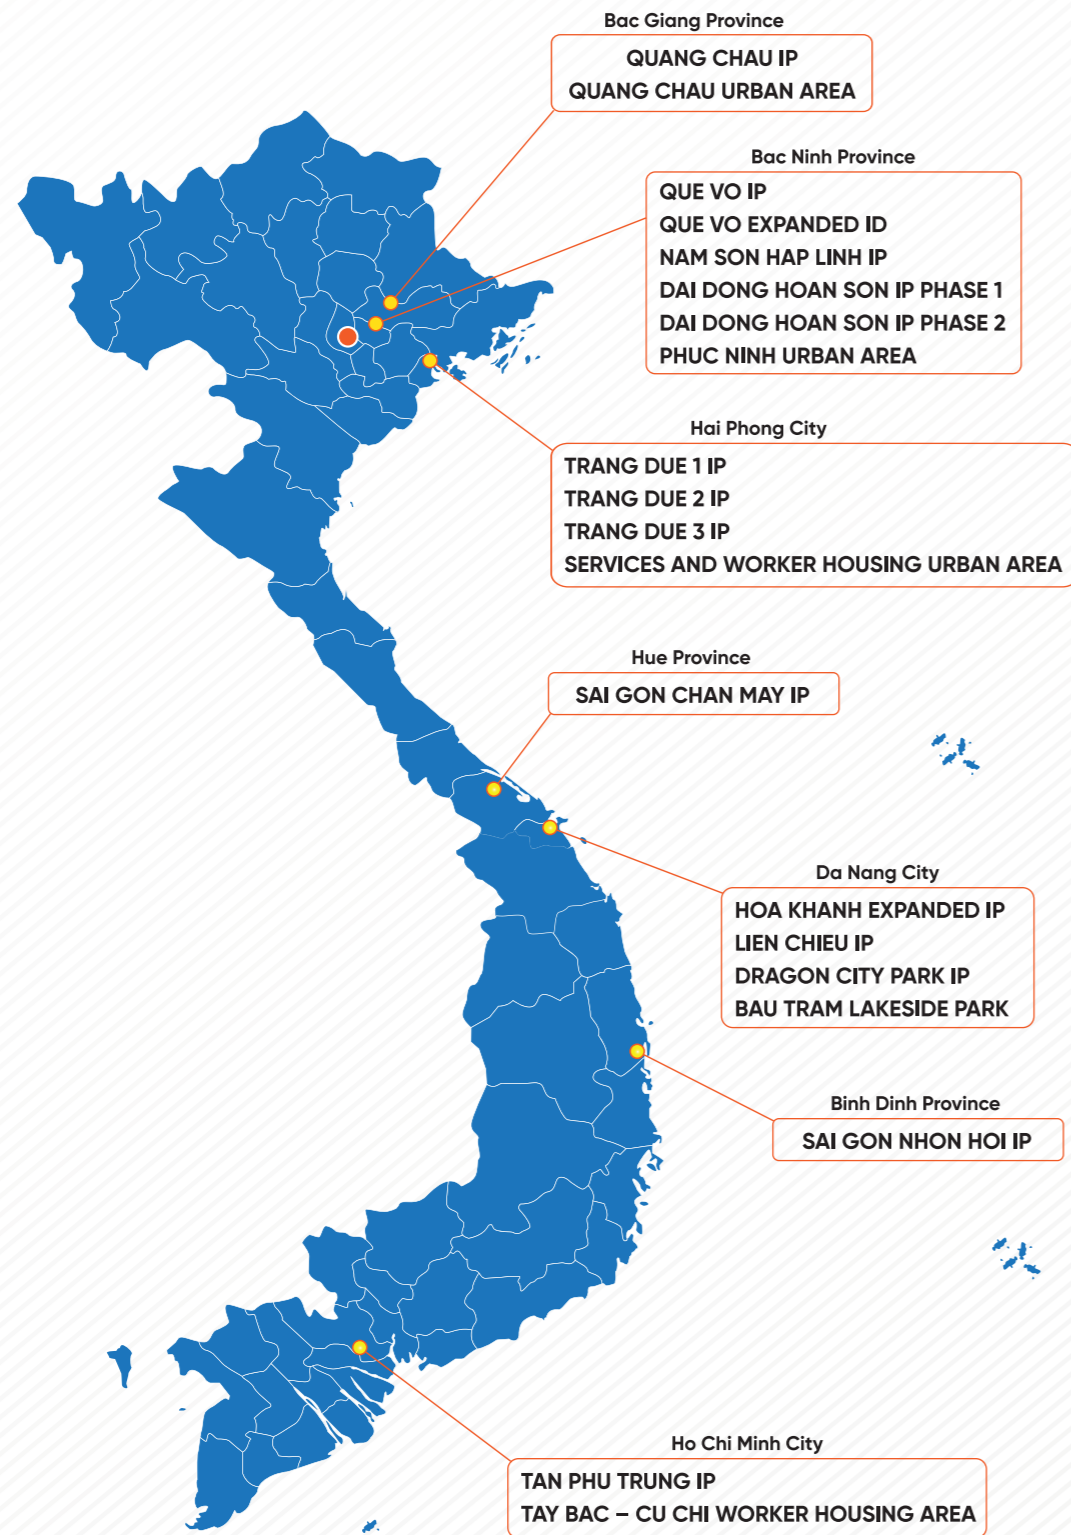 Bac Giang Province
QUANG CHAU IP
QUANG CHAU URBAN AREA
Bac Ninh Province
QUE VO IP
QUE VO EXPANDED ID
NAM SON HAP LINH IP
DAI DONG HOAN SON IP PHASE 1
DAI DONG HOAN SON IP PHASE 2
PHUC NINH URBAN AREA
Hai Phong City
TRANG DUE 1 IP
TRANG DUE 2 IP
TRANG DUE 3 IP
SERVICES AND WORKER HOUSING URBAN AREA
Hue Province
SAI GON CHAN MAY IP
Da Nang City
HOA KHANH EXPANDED IP
LIEN CHIEU IP
DRAGON CITY PARK IP
BAU TRAM LAKESIDE PARK
Binh Dinh Province
SAI GON NHON HOI IP
Ho Chi Minh City
TAN PHU TRUNG IP
TAY BAC – CU CHI WORKER HOUSING AREA